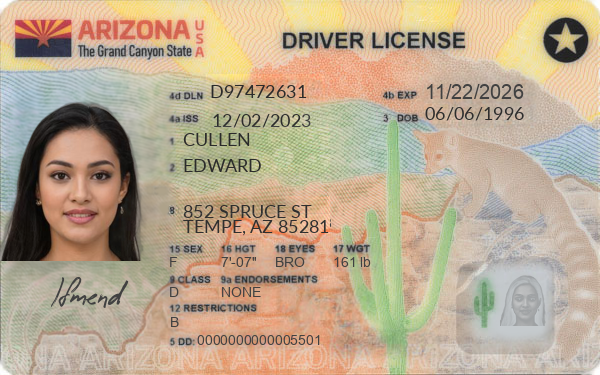 ARIZONA USA
The Grand Canyon State
DRIVER LICENSE
4d DLN D97472631
4b EXP 11/22/2026
4a ISS 12/02/2023
3 DOB 06/06/1996
1 CULLEN
2 EDWARD
8 852 SPRUCE ST
TEMPE, AZ 85281
15 SEX 16 HGT 18 EYES 17 WGT
F 7'-07" BRO 161 lb
9 CLASS 9a ENDORSEMENTS
D NONE
12 RESTRICTIONS
B
5 DD: 0000000000005501
ARIZONA ARIZONA ARIZONA ARIZONA